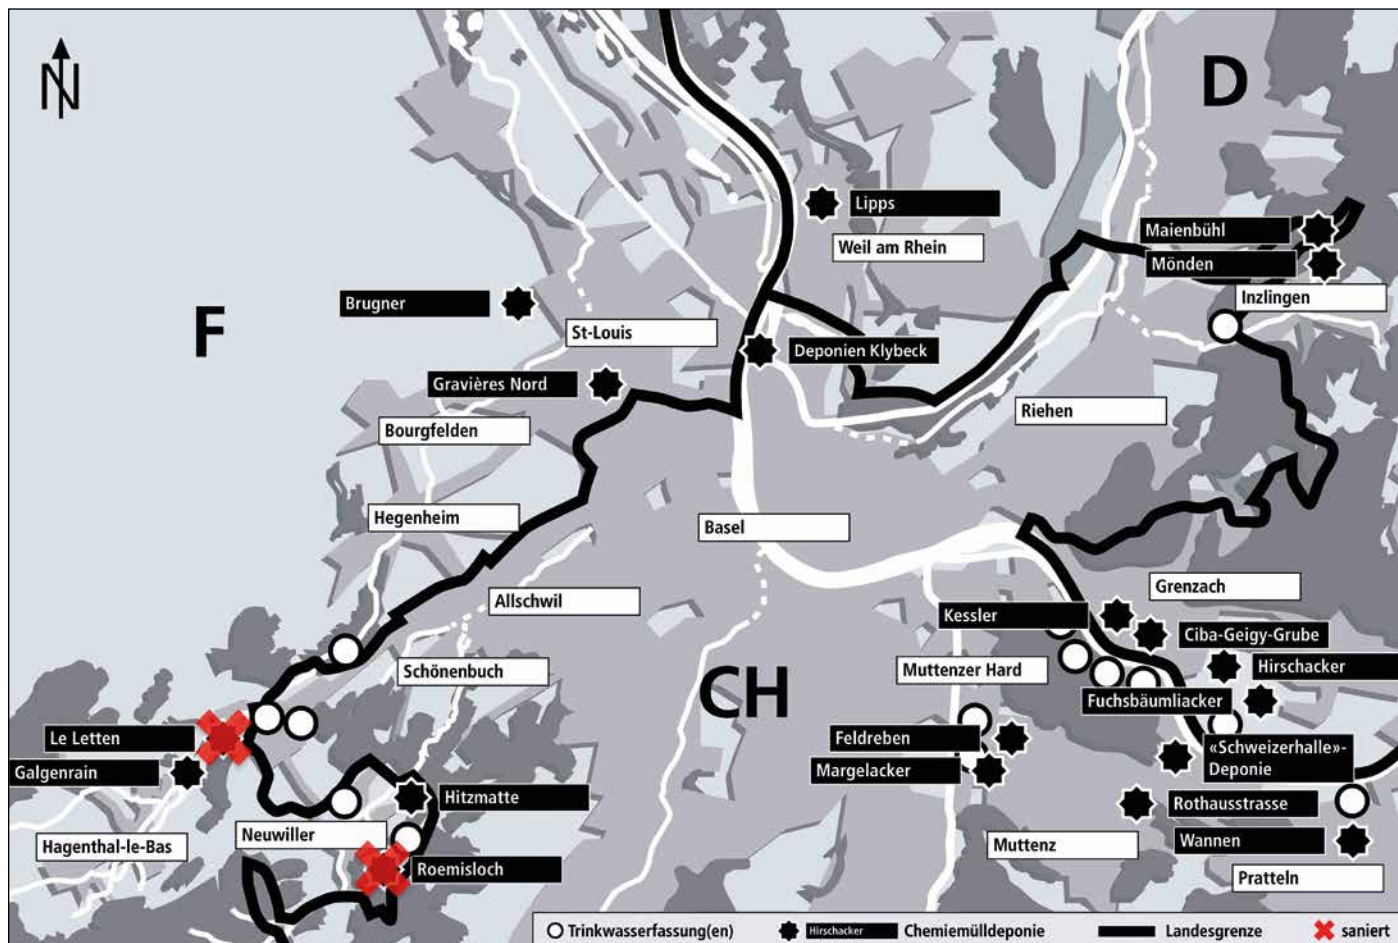 N
D
Lipps
Weil am Rhein
Maienbühl
Mönden
Inzlingen
Brugner
F
St-Louis
Deponien Klybeck
Gravières Nord
Riehen
Bourgfelden
Hegenheim
Basel
Allschwil
Grenzach
Kessler
Ciba-Geigy-Grube
Schönenbuch
CH
Muttenzer Hard
Hirschacker
Fuchsbäumliacker
Le Letten
Feldreben
«Schweizerhalle»-
Deponie
Galgenrain
Margelacker
Hitzmatte
Rothausstrasse
Neuwiller
Hagenthal-le-Bas
Muttenz
Wannen
Roemisloch
Pratteln
Trinkwasserfassung(en) Hirschacker Chemiemülldeponie Landesgrenze saniert